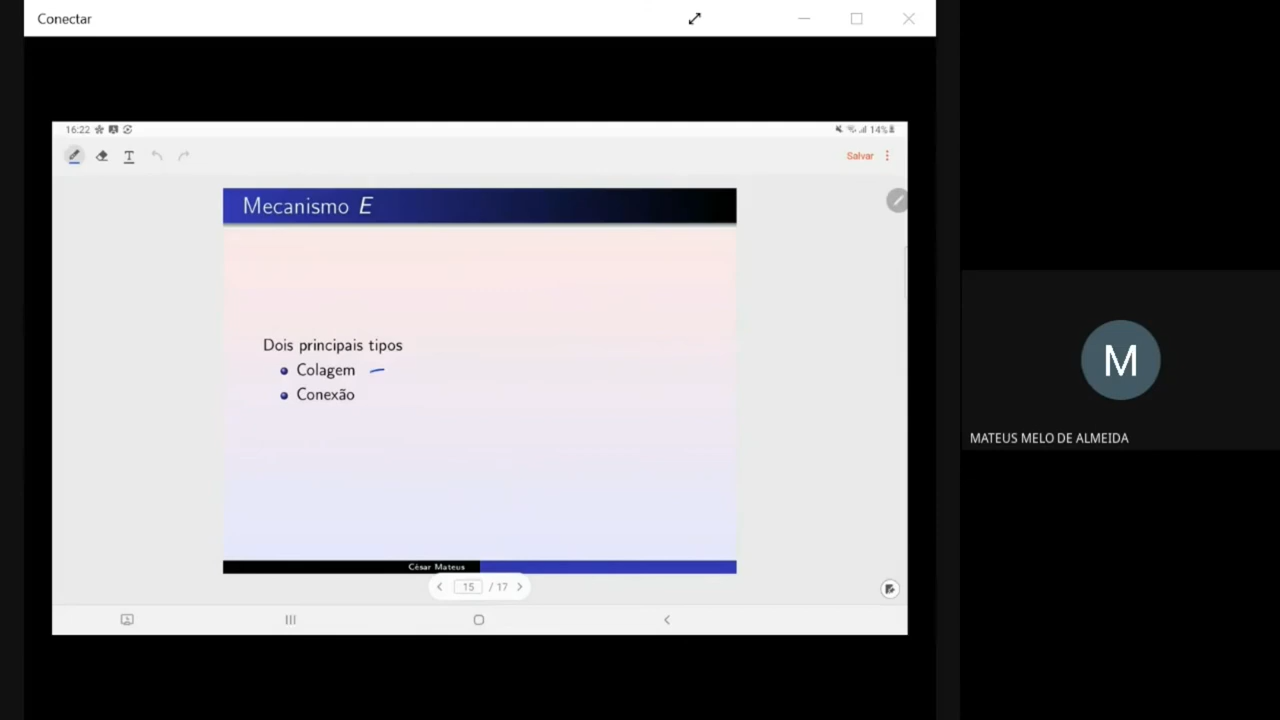 Conectar
16:22
14%
Salvar
Mecanismo E
Dois principais tipos
Colagem
Conexão
César Mateus
15 / 17
M
MATEUS MELO DE ALMEIDA